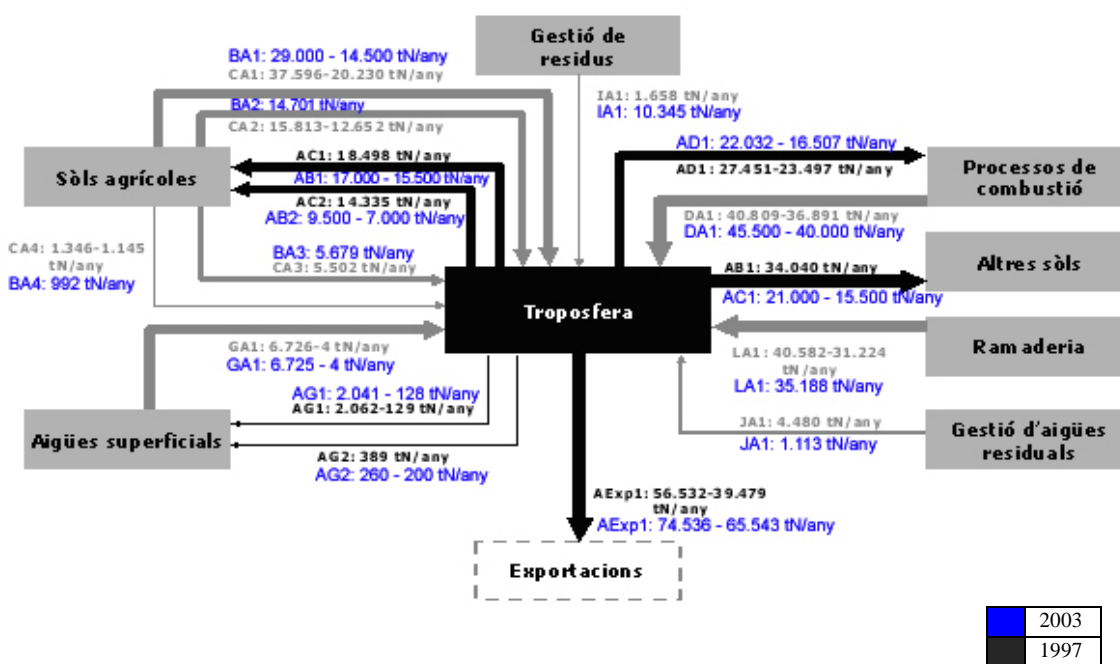 Gestió de
residus
BA1: 29.000 - 14.500 tN/any
CA1: 37.596-20.230 tN/any
BA2: 14.701 tN/any
CA2: 15.813-12.652 tN/any
IA1: 1.658 tN/any
IA1: 10.345 tN/any
AD1: 22.032 - 16.507 tN/any
AD1: 27.451-23.497 tN/any
Sòls agrícoles
AC1: 18.498 tN/any
AB1: 17.000 - 15.500 tN/any
AC2: 14.335 tN/any
AB2: 9.500 - 7.000 tN/any
Processos de
combustió
DA1: 40.809-36.891 tN/any
DA1: 45.500 - 40.000 tN/any
CA4: 1.346-1.145
tN/any
BA4: 992 tN/any
BA3: 5.679 tN/any
CA3: 5.502 tN/any
AB1: 34.040 tN/any
AC1: 21.000 - 15.500 tN/any
Altres sòls
Troposfera
GA1: 6.726-4 tN/any
GA1: 6.725 - 4 tN/any
LA1: 40.582-31.224
tN/any
LA1: 35.188 tN/any
Ramaderia
AG1: 2.041 - 128 tN/any
AG1: 2.062-129 tN/any
Aigües superficials
AG2: 389 tN/any
AG2: 260 - 200 tN/any
JA1: 4.480 tN/any
JA1: 1.113 tN/any
Gestió d'aigües
residuals
AExp1: 56.532-39.479
tN/any
AExp1: 74.536 - 65.543 tN/any
Exportacions
2003
1997